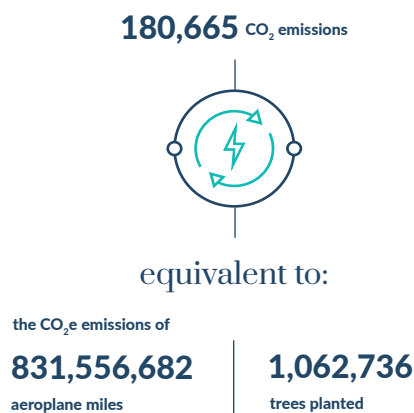 180,665 CO₂ emissions
equivalent to:
the CO₂e emissions of
831,556,682
aeroplane miles
1,062,736
trees planted